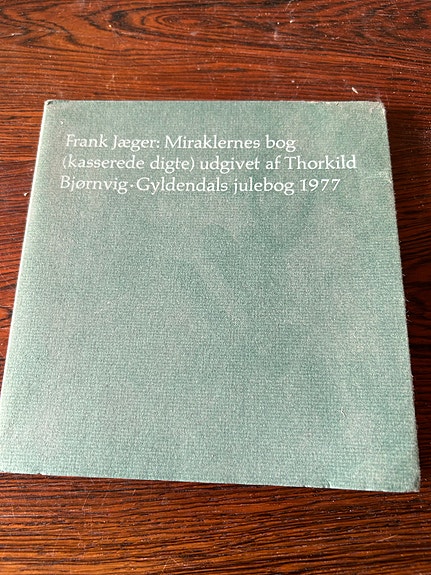 Frank Jæger: Miraklernes bog
(kasserede digte) udgivet af Thorkild
Bjørnvig · Gyldendals julebog 1977